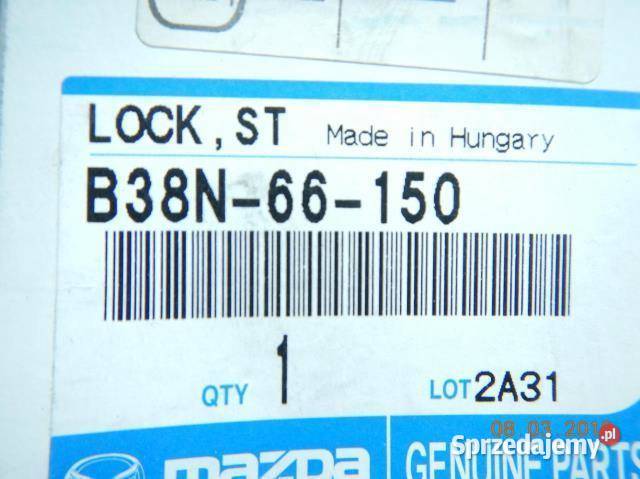 LOCK,ST Made in Hungary
B38N-66-150
QTY 1 LOT 2A31
08.03.201
Sprzedajemy.pl
mazda GENUINE PARTS